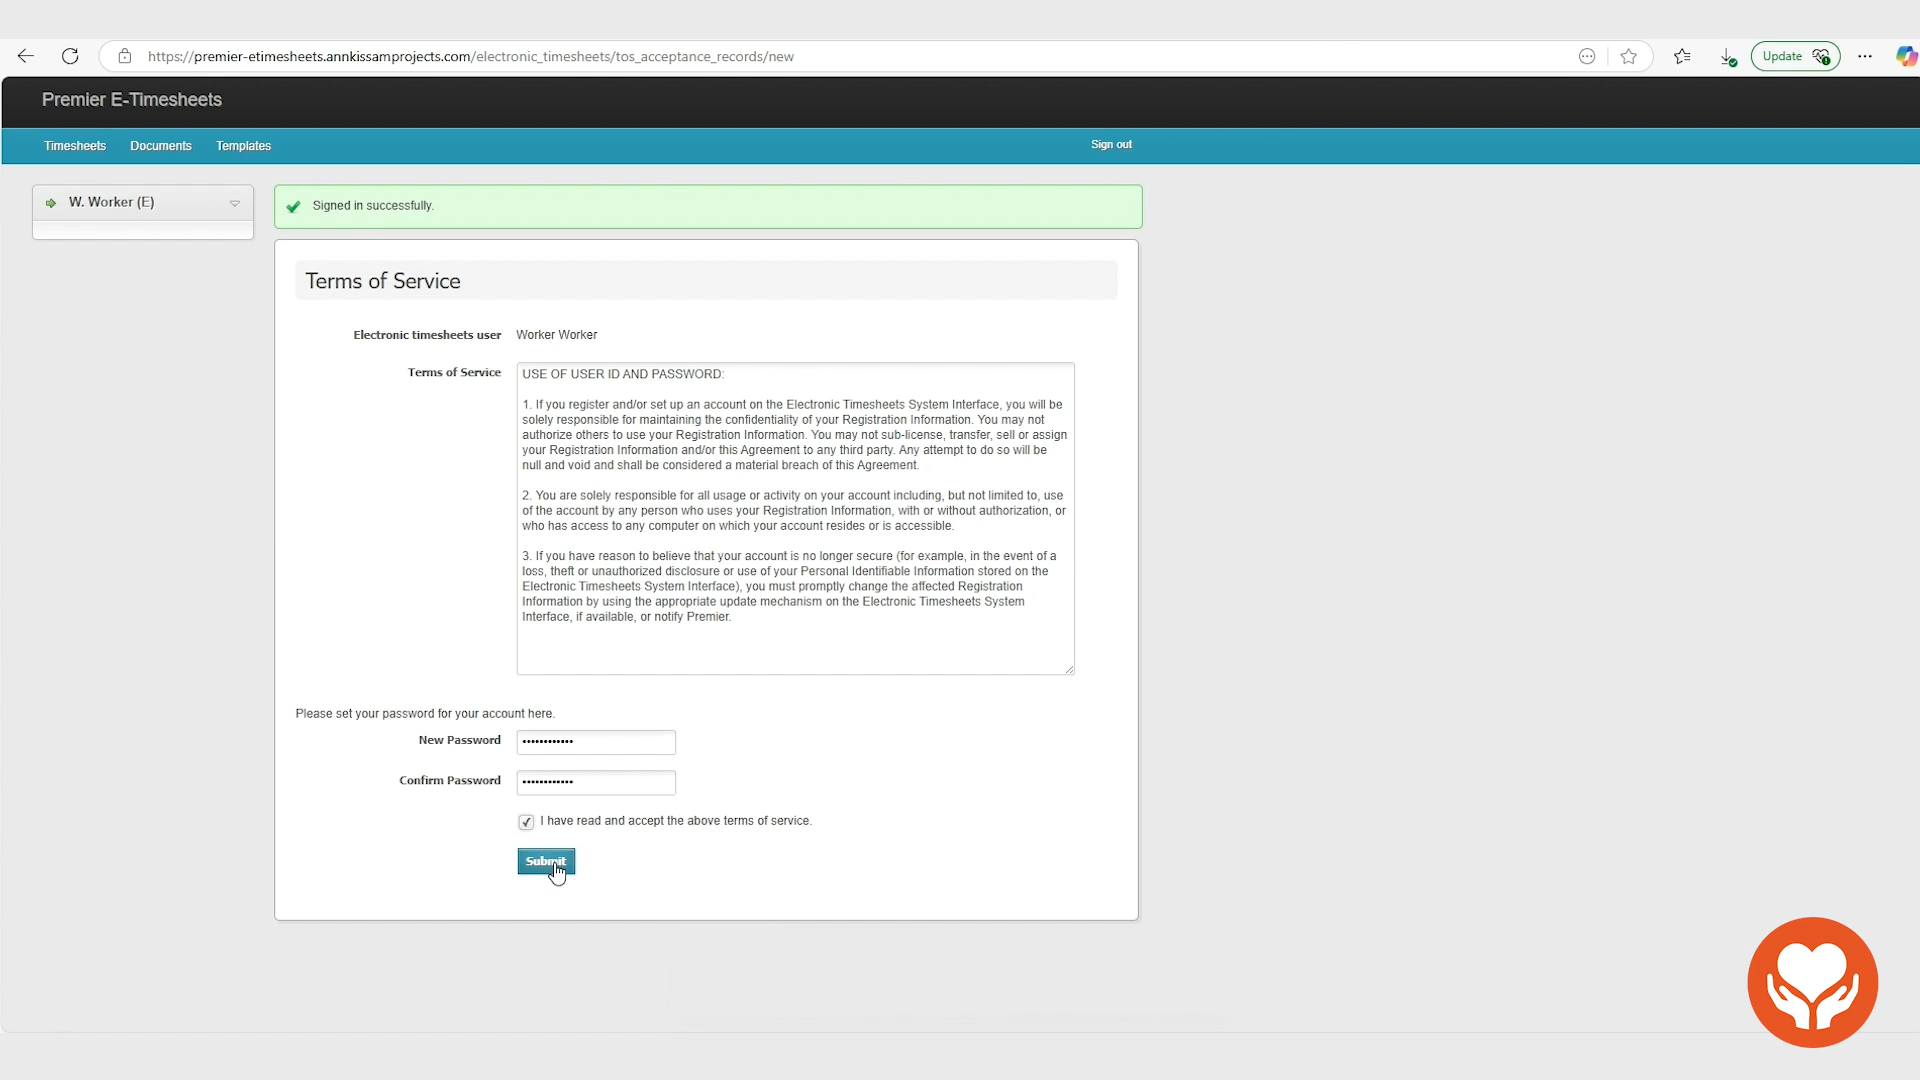 https://premier-etimesheets.annkissamprojects.com/electronic_timesheets/tos_acceptance_records/new
Update
Premier E-Timesheets
Timesheets Documents Templates Sign out
W. Worker (E)
Signed in successfully.
Terms of Service
Electronic timesheets user Worker Worker
Terms of Service
USE OF USER ID AND PASSWORD:
1. If you register and/or set up an account on the Electronic Timesheets System Interface, you will be
solely responsible for maintaining the confidentiality of your Registration Information. You may not
authorize others to use your Registration Information. You may not sub-license, transfer, sell or assign
your Registration Information and/or this Agreement to any third party. Any attempt to do so will be
null and void and shall be considered a material breach of this Agreement.
2. You are solely responsible for all usage or activity on your account including, but not limited to, use
of the account by any person who uses your Registration Information, with or without authorization, or
who has access to any computer on which your account resides or is accessible.
3. If you have reason to believe that your account is no longer secure (for example, in the event of a
loss, theft or unauthorized disclosure or use of your Personal Identifiable Information stored on the
Electronic Timesheets System Interface), you must promptly change the affected Registration
Information by using the appropriate update mechanism on the Electronic Timesheets System
Interface, if available, or notify Premier.
Please set your password for your account here.
New Password ••••••••••••
Confirm Password ••••••••••••
I have read and accept the above terms of service.
Submit